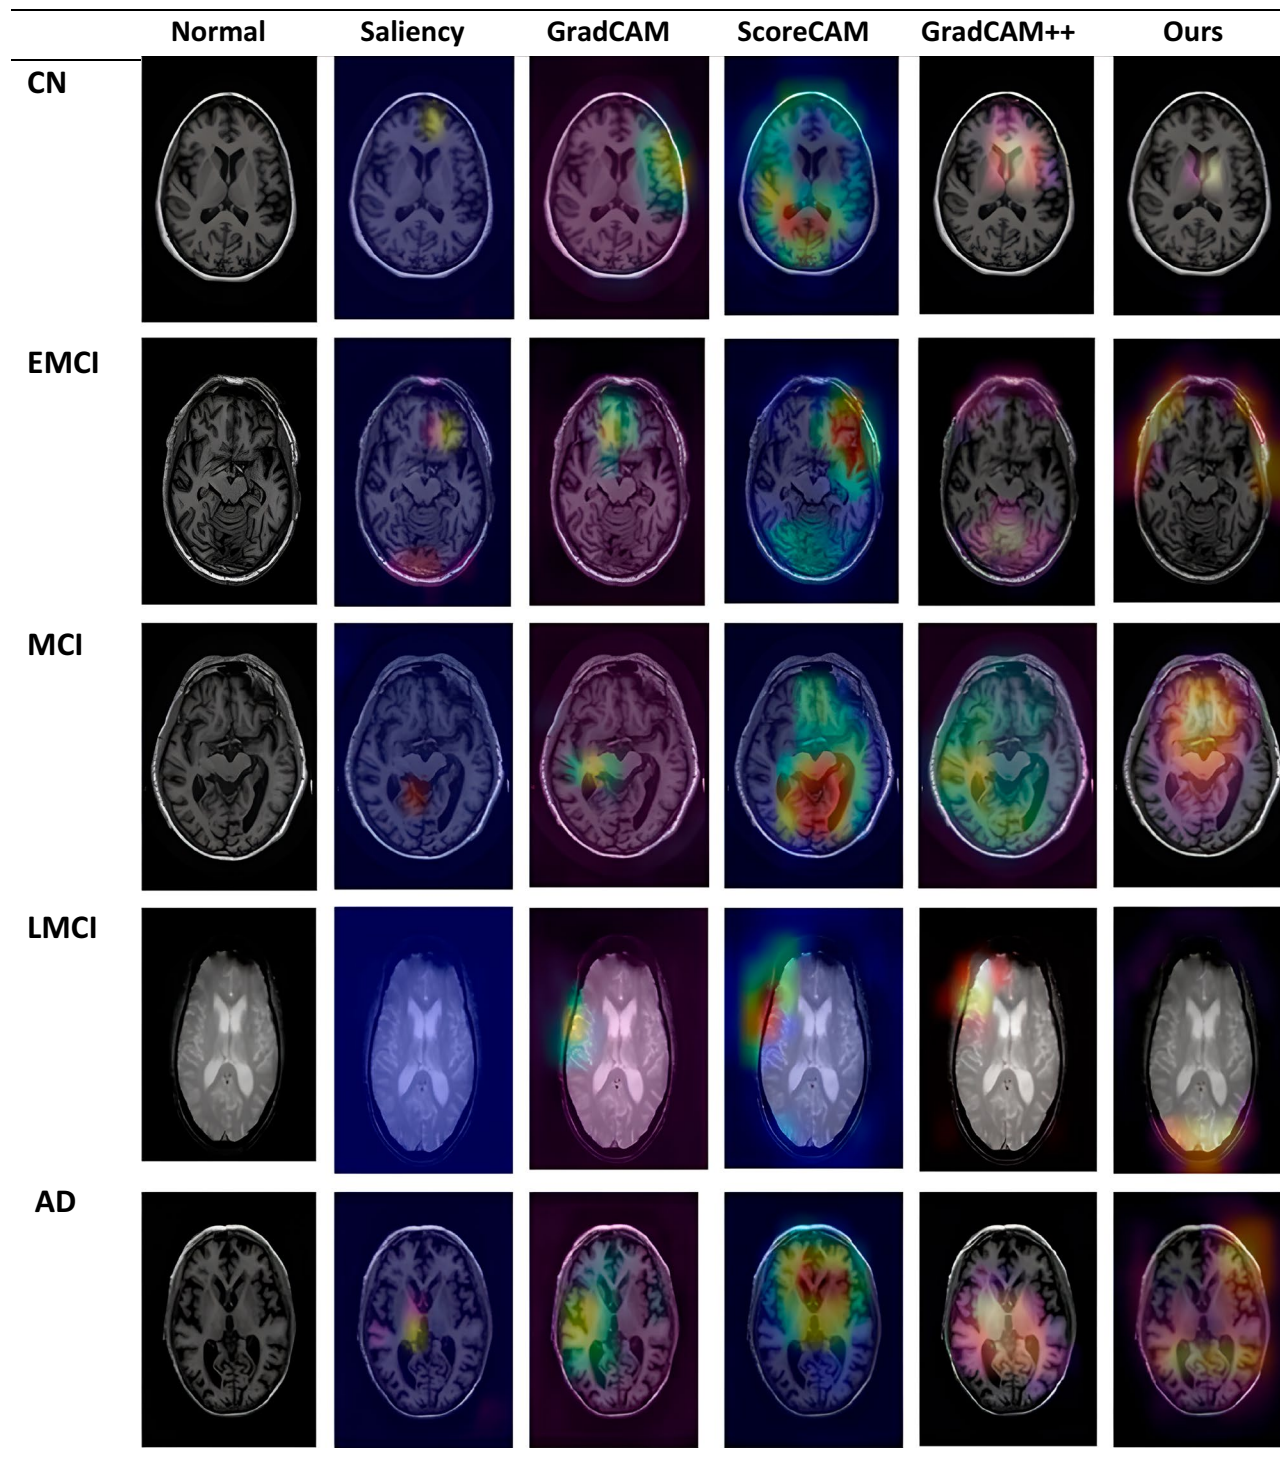 Normal Saliency GradCAM ScoreCAM GradCAM++ Ours
CN
EMCI
MCI
LMCI
AD